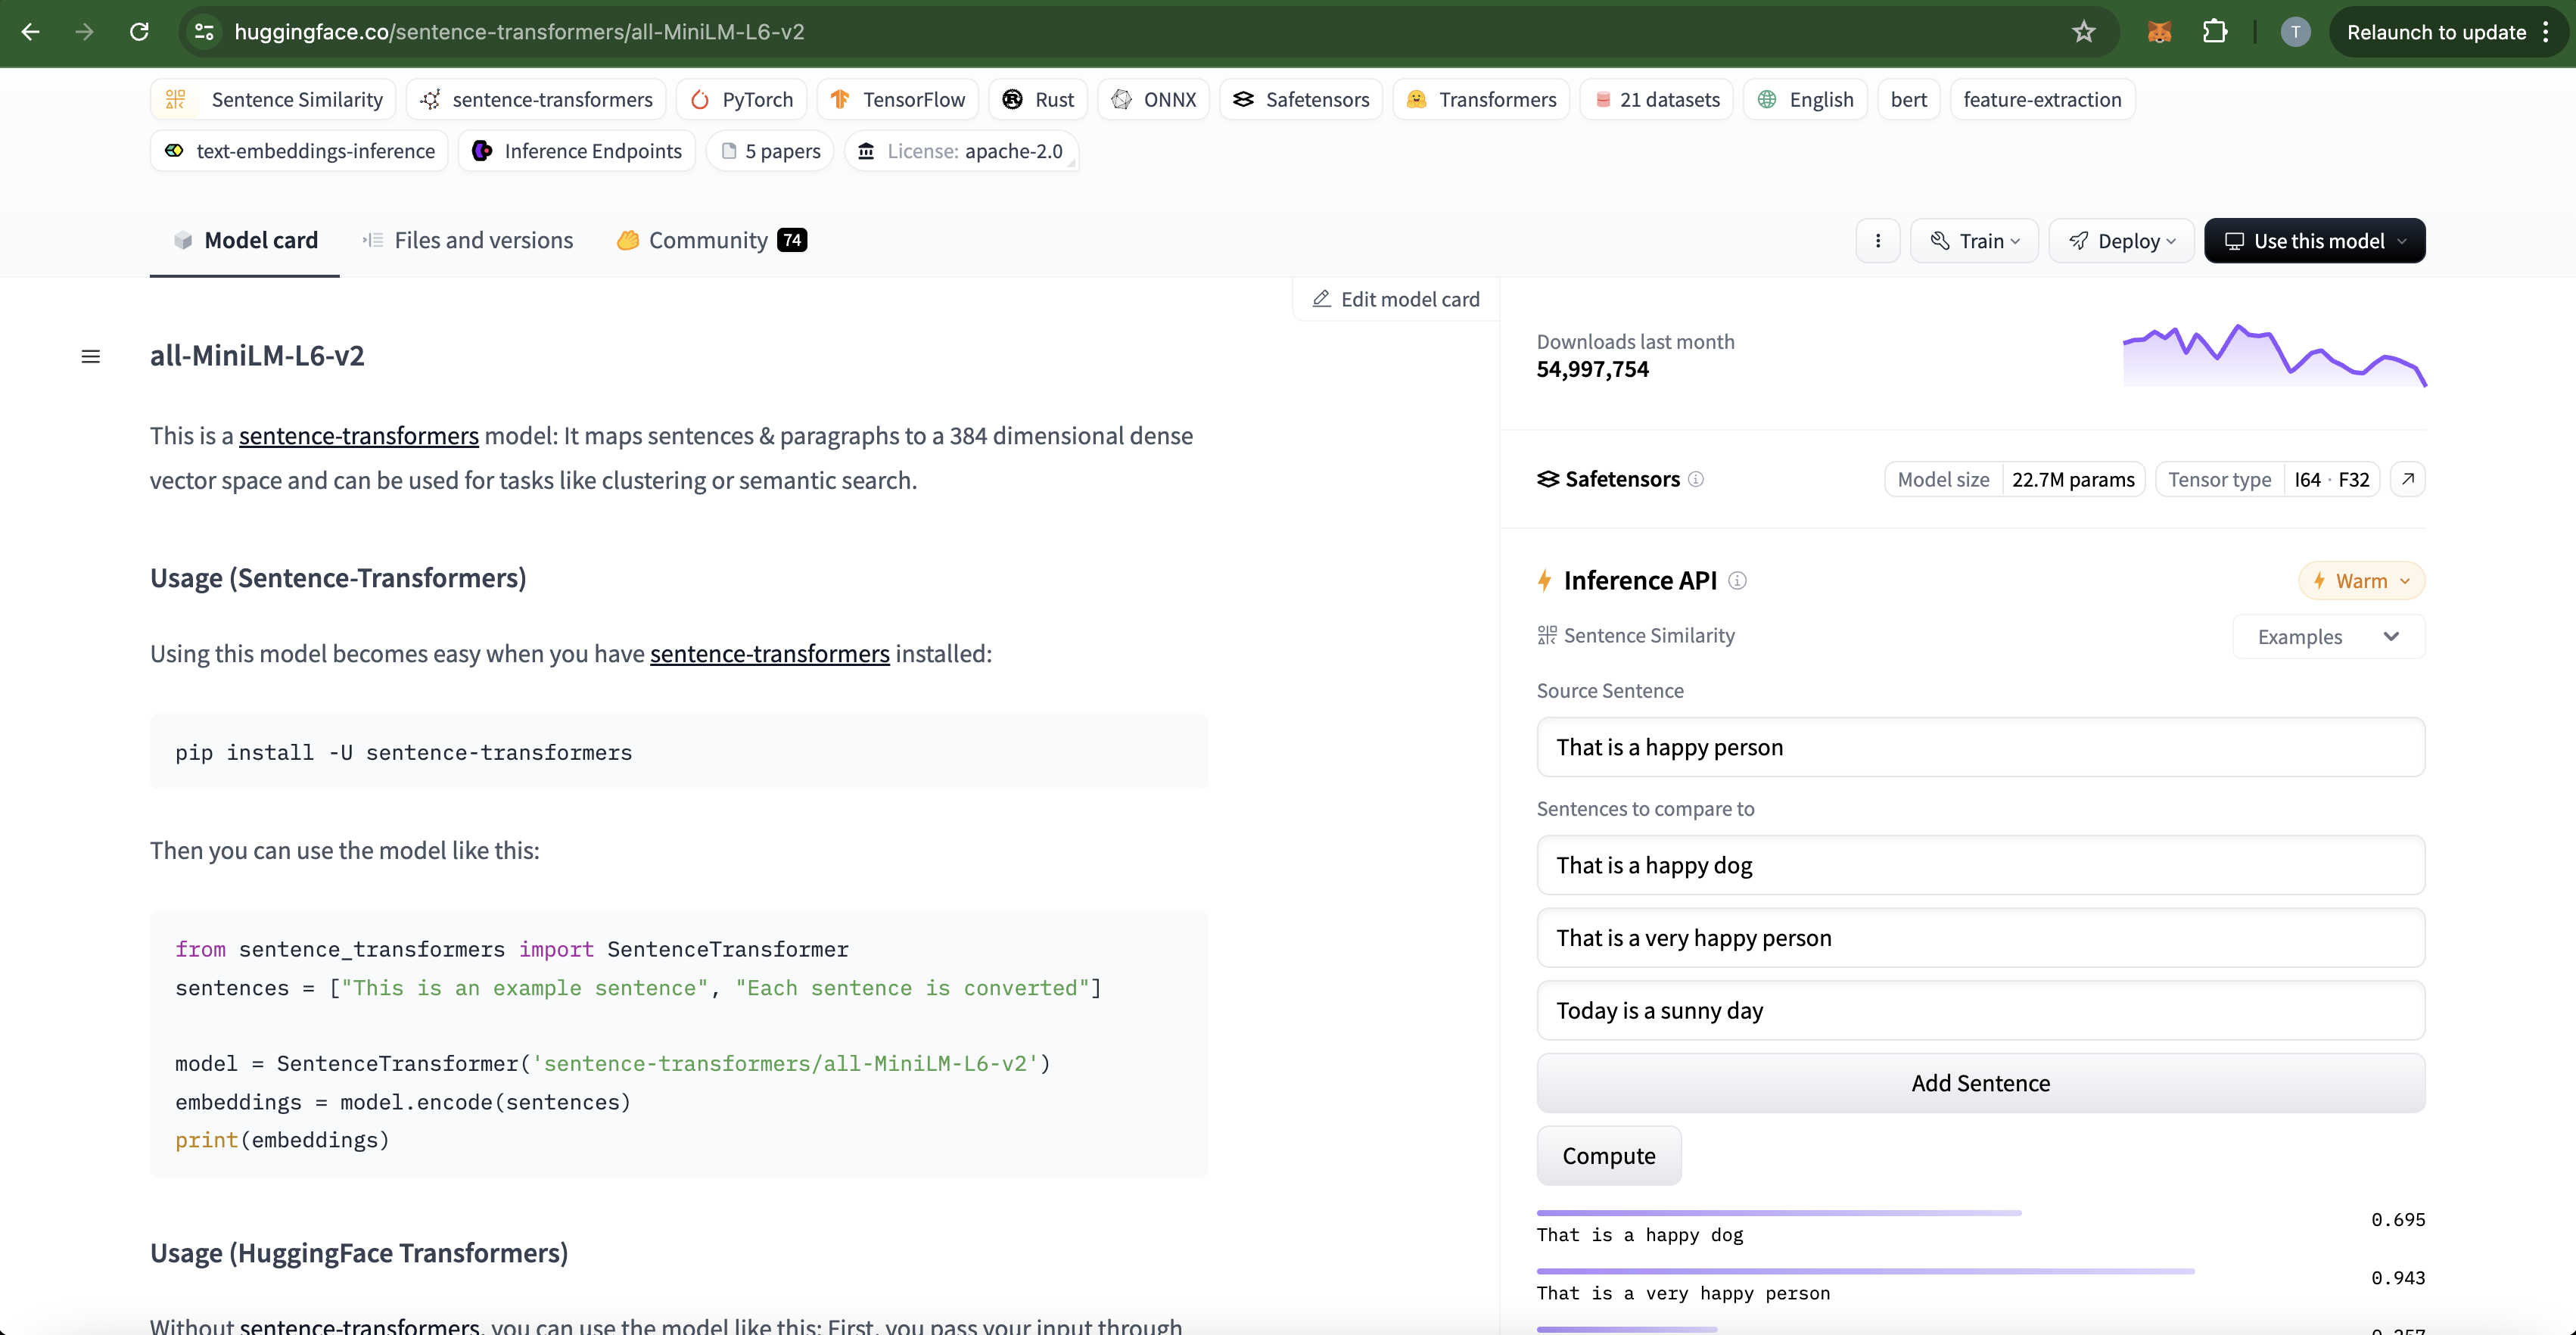 huggingface.co/sentence-transformers/all-MiniLM-L6-v2
T
Relaunch to update
Sentence Similarity
sentence-transformers
PyTorch
TensorFlow
Rust
ONNX
Safetensors
Transformers
21 datasets
English
bert
feature-extraction
text-embeddings-inference
Inference Endpoints
5 papers
License: apache-2.0
Model card
Files and versions
Community 74
Train
Deploy
Use this model
Edit model card
all-MiniLM-L6-v2
This is a sentence-transformers model: It maps sentences & paragraphs to a 384 dimensional dense
vector space and can be used for tasks like clustering or semantic search.
Usage (Sentence-Transformers)
Using this model becomes easy when you have sentence-transformers installed:
pip install -U sentence-transformers
Then you can use the model like this:
from sentence_transformers import SentenceTransformer
sentences = ["This is an example sentence", "Each sentence is converted"]
model = SentenceTransformer('sentence-transformers/all-MiniLM-L6-v2')
embeddings = model.encode(sentences)
print(embeddings)
Usage (HuggingFace Transformers)
Without sentence-transformers, you can use the model like this: First, you pass your input through
Downloads last month
54,997,754
Safetensors
Model size 22.7M params
Tensor type I64 · F32
Inference API
Warm
Sentence Similarity
Examples
Source Sentence
That is a happy person
Sentences to compare to
That is a happy dog
That is a very happy person
Today is a sunny day
Add Sentence
Compute
0.695
That is a happy dog
0.943
That is a very happy person